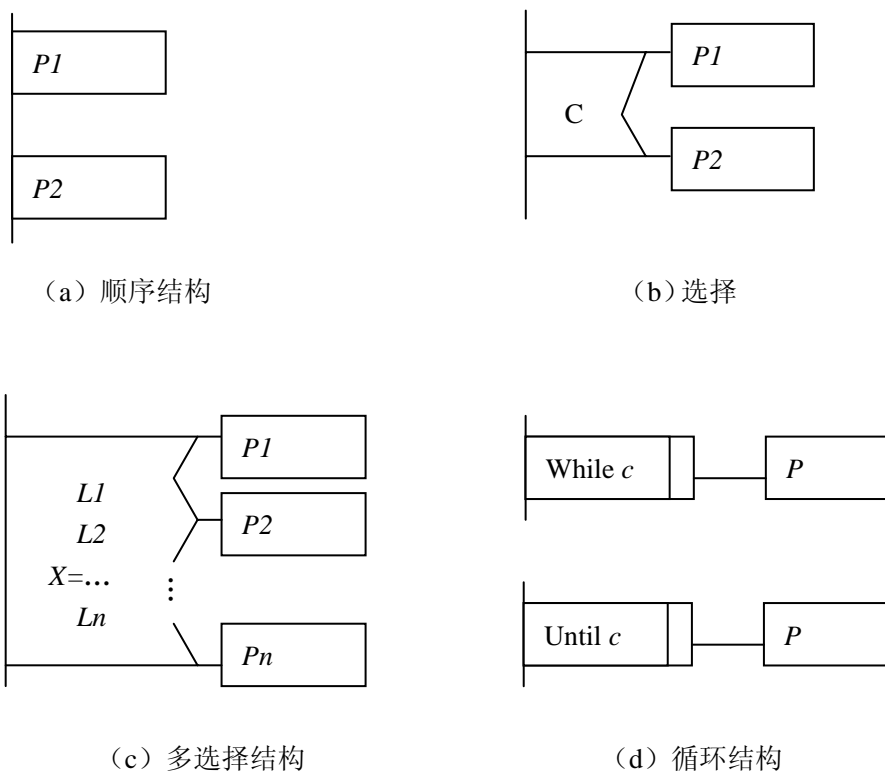 P1
P2
（a）顺序结构
P1
C
P2
（b）选择
P1
L1
L2
P2
X=…
⋮
Ln
Pn
（c）多选择结构
While c
P
Until c
P
（d）循环结构